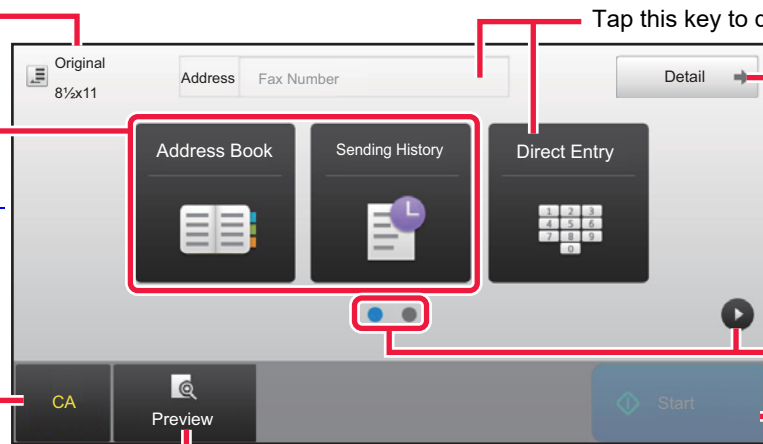 Tap this key to
Original
8½x11
Address
Fax Number
Detail
Address Book
Sending History
Direct Entry
1 2 3
4 5 6
7 8 9
0
CA
Preview
Start